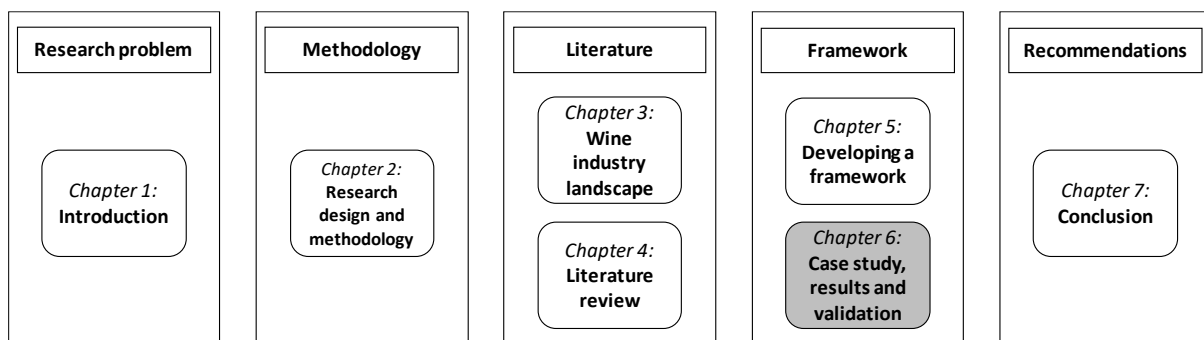 Research problem
Chapter 1:
Introduction
Methodology
Chapter 2:
Research
design and
methodology
Literature
Chapter 3:
Wine
industry
landscape
Chapter 4:
Literature
review
Framework
Chapter 5:
Developing a
framework
Chapter 6:
Case study,
results and
validation
Recommendations
Chapter 7:
Conclusion